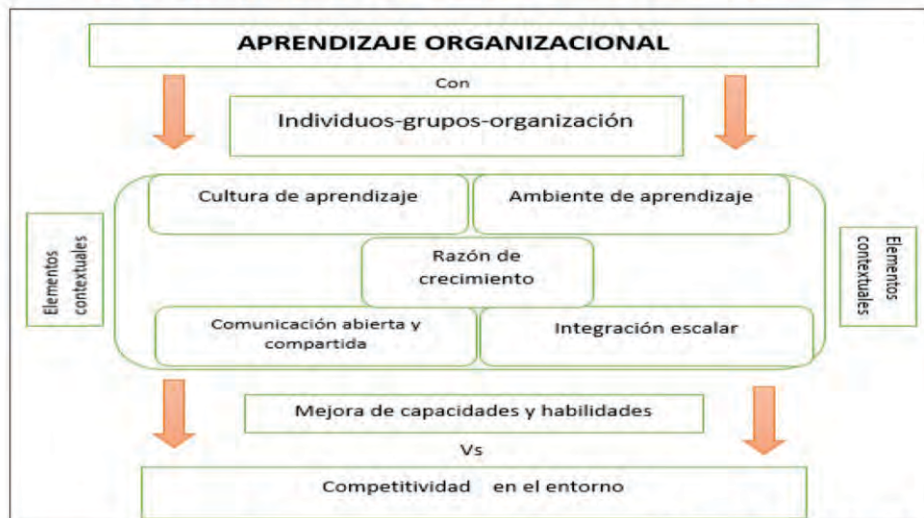 APRENDIZAJE ORGANIZACIONAL
Con
Individuos-grupos-organización
Cultura de aprendizaje
Ambiente de aprendizaje
Elementos
contextuales
Razón de
crecimiento
Elementos
contextuales
Comunicación abierta y
compartida
Integración escalar
Mejora de capacidades y habilidades
Vs
Competitividad en el entorno